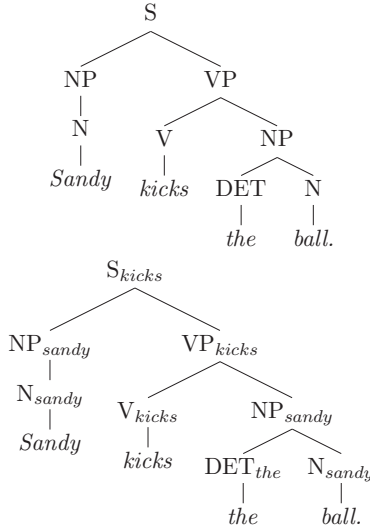 S
NP VP
N V NP
Sandy kicks DET N
the ball.
S_kicks
NP_sandy VP_kicks
N_sandy V_kicks NP_sandy
Sandy kicks DET_the N_sandy
the ball.